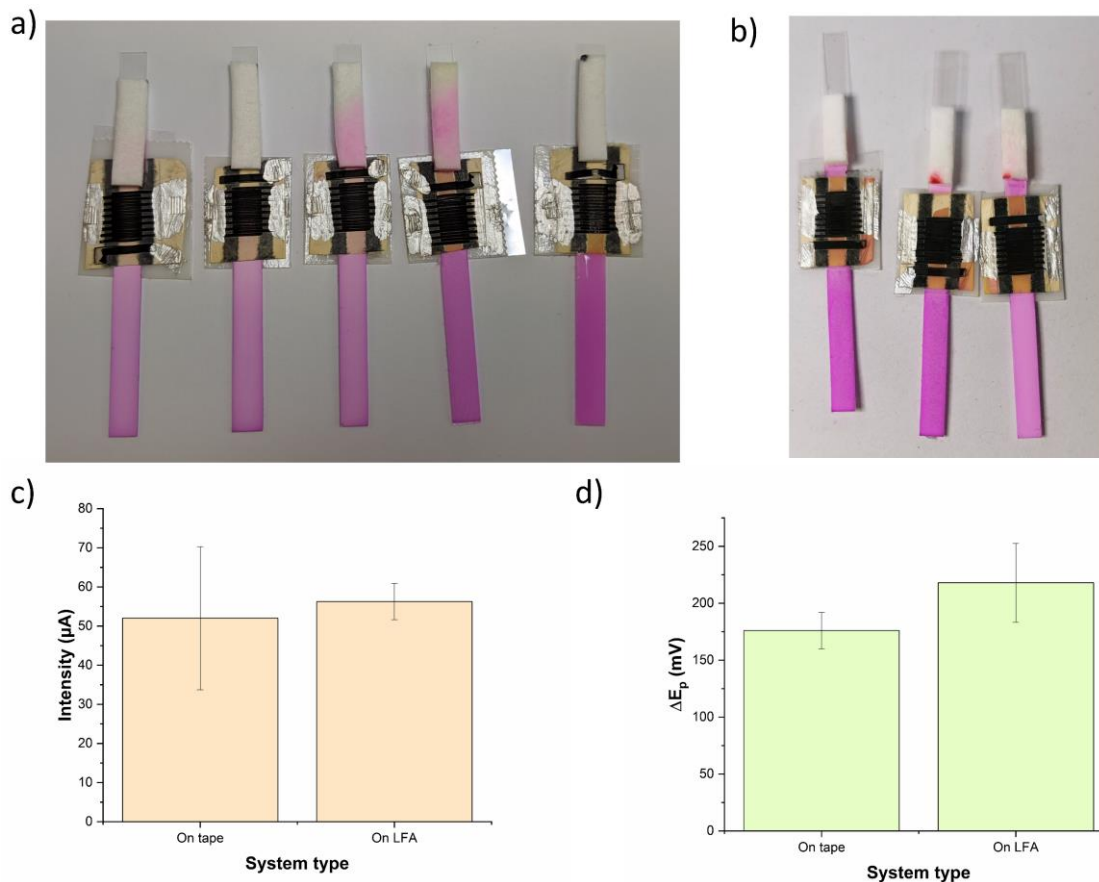 a)
b)
c)
80
70
60
50
40
30
20
10
0
Intensity (µA)
On tape
On LFA
System type
d)
250
200
150
100
50
0
ΔEp (mV)
On tape
On LFA
System type